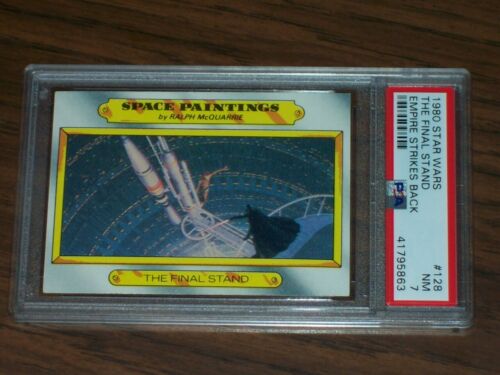 SPACE PAINTINGS
by RALPH McQUARRIE
THE FINAL STAND
1980 STAR WARS
THE FINAL STAND
EMPIRE STRIKES BACK
#128
NM
7
PSA
41795863